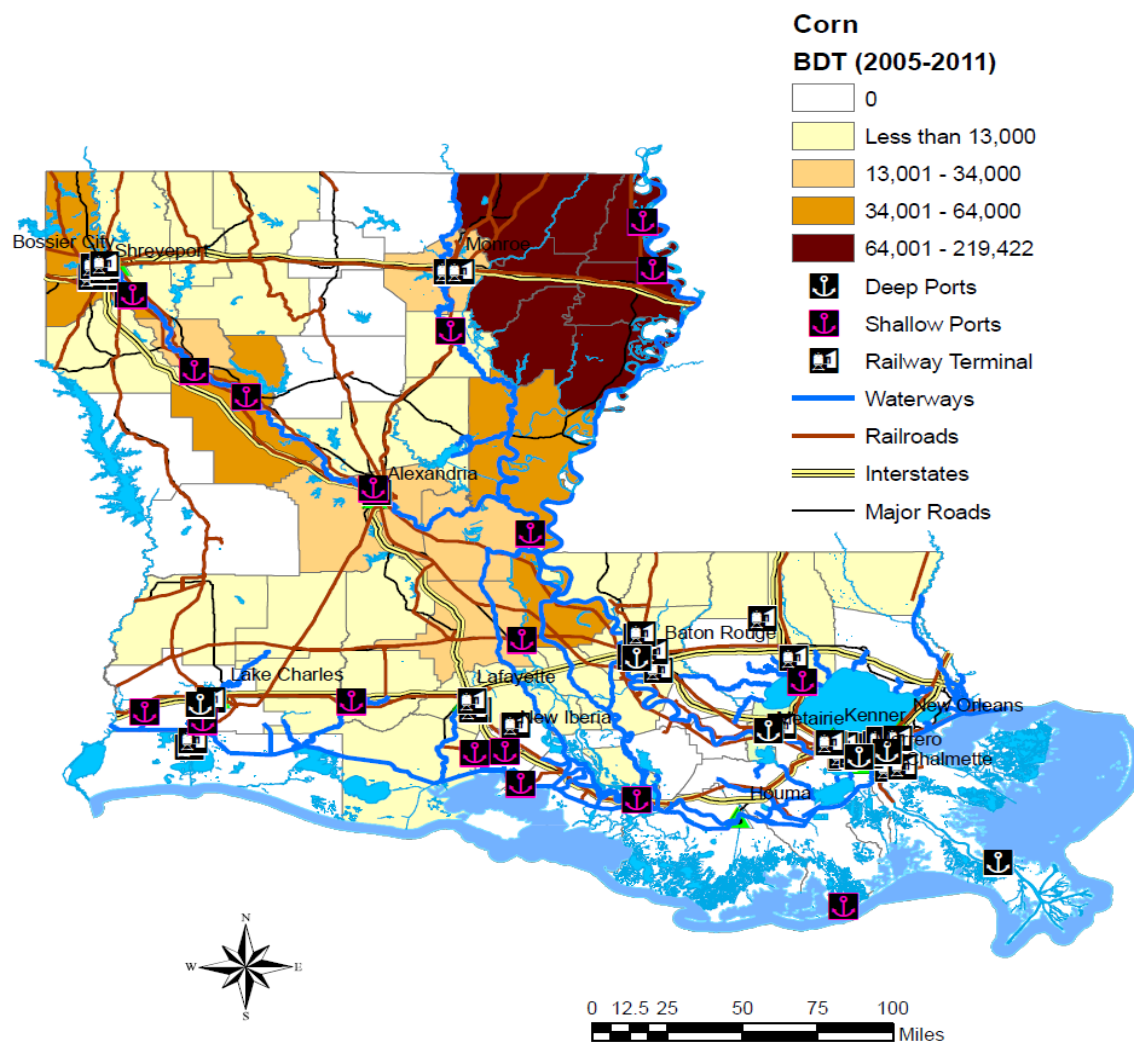 Corn
BDT (2005-2011)
0
Less than 13,000
13,001 - 34,000
34,001 - 64,000
64,001 - 219,422
Deep Ports
Shallow Ports
Railway Terminal
Waterways
Railroads
Interstates
Major Roads
Bossier City
Shreveport
Monroe
Alexandria
Baton Rouge
Lake Charles
Lafayette
New Iberia
Metairie
Kenner
New Orleans
ero
Chalmette
Houma
N
W
E
S
0 12.5 25 50 75 100
Miles